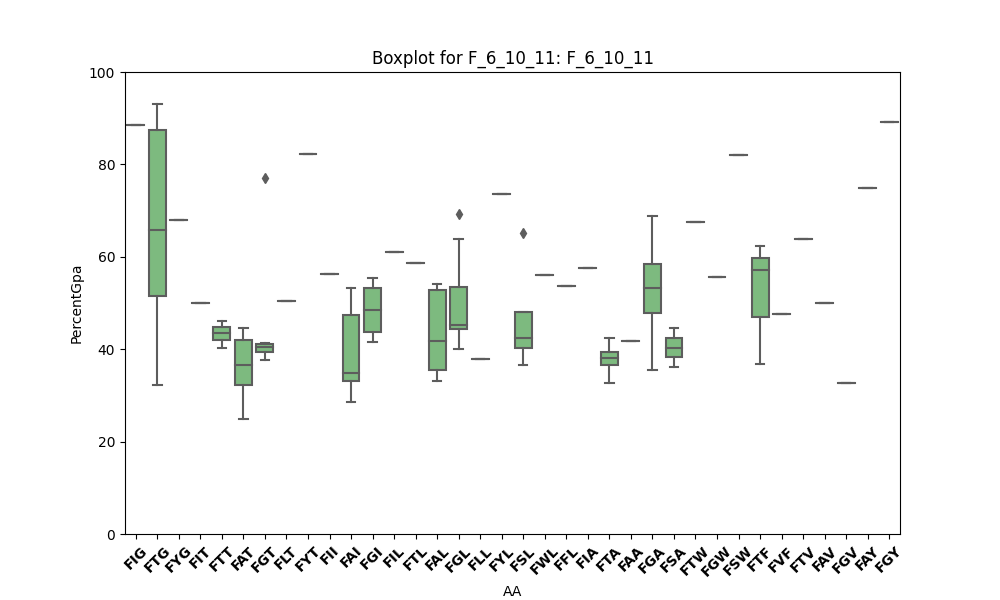 Boxplot for F_6_10_11: F_6_10_11
100
80
60
40
20
0
PercentGpa
FIG FTG FYG FIT FTT FAT FGT FLT FYT FII FAI FGI FIL FTL FAL FGL FLL FYL FSL FWL FFL FIA FTA FAA FGA FSA FTW FGW FSW FTF FVF FTV FAV FGV FAY FGY
AA